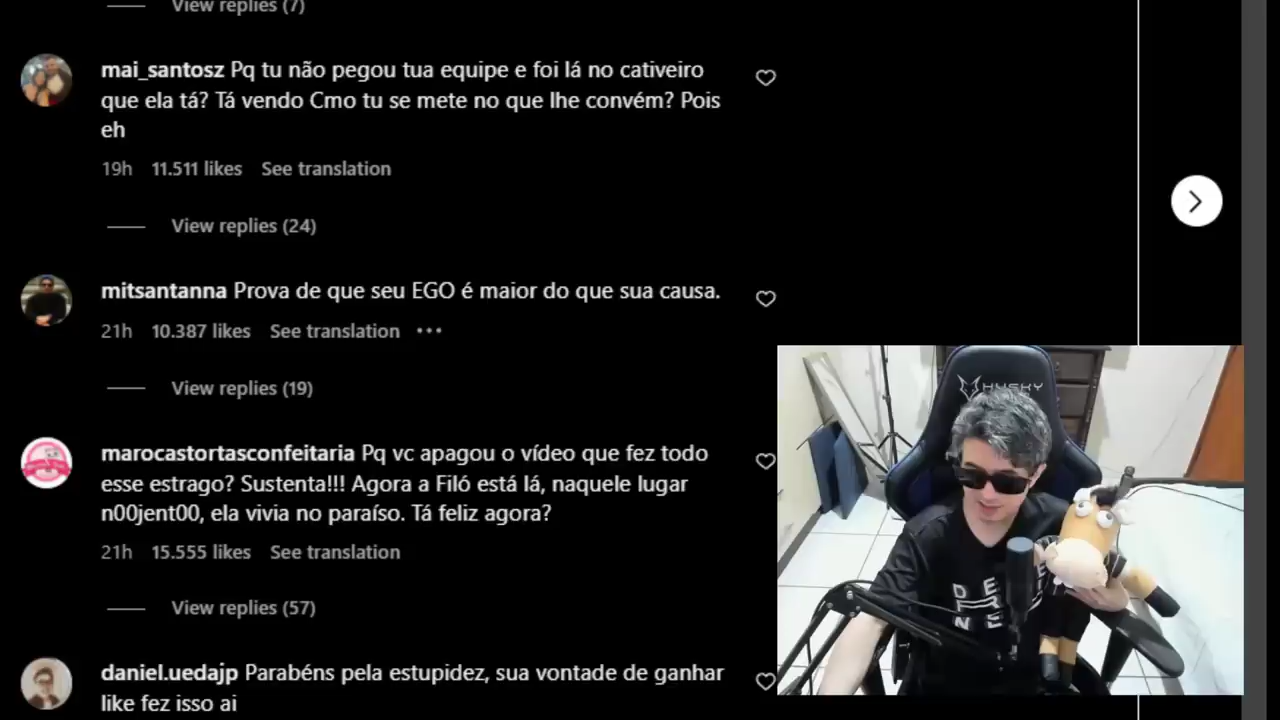 View replies (7)
mai_santosz Pq tu não pegou tua equipe e foi lá no cativeiro
que ela tá? Tá vendo Cmo tu se mete no que lhe convém? Pois
eh
19h 11.511 likes See translation
View replies (24)
mitsantanna Prova de que seu EGO é maior do que sua causa.
21h 10.387 likes See translation •••
View replies (19)
marocastortasconfeitaria Pq vc apagou o vídeo que fez todo
esse estrago? Sustenta!!! Agora a Filó está lá, naquele lugar
n00jent00, ela vivia no paraíso. Tá feliz agora?
21h 15.555 likes See translation
View replies (57)
daniel.uedajp Parabéns pela estupidez, sua vontade de ganhar
like fez isso ai
HUSKY